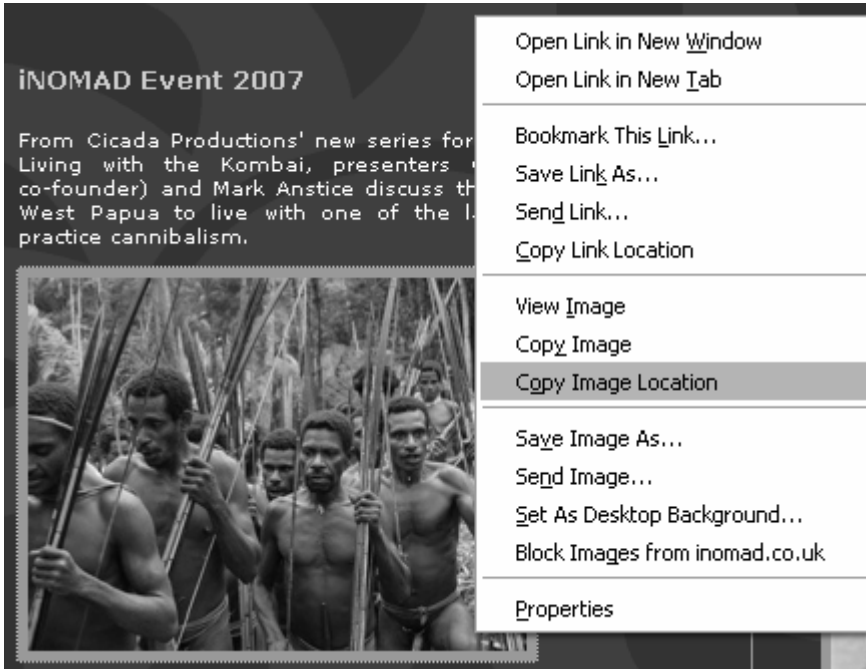 iNOMAD Event 2007
From Cicada Productions' new series for
Living with the Kombai, presenters
co-founder) and Mark Anstice discuss
West Papua to live with one of the
practice cannibalism.
Open Link in New Window
Open Link in New Tab
Bookmark This Link...
Save Link As...
Send Link...
Copy Link Location
View Image
Copy Image
Copy Image Location
Save Image As...
Send Image...
Set As Desktop Background...
Block Images from inomad.co.uk
Properties